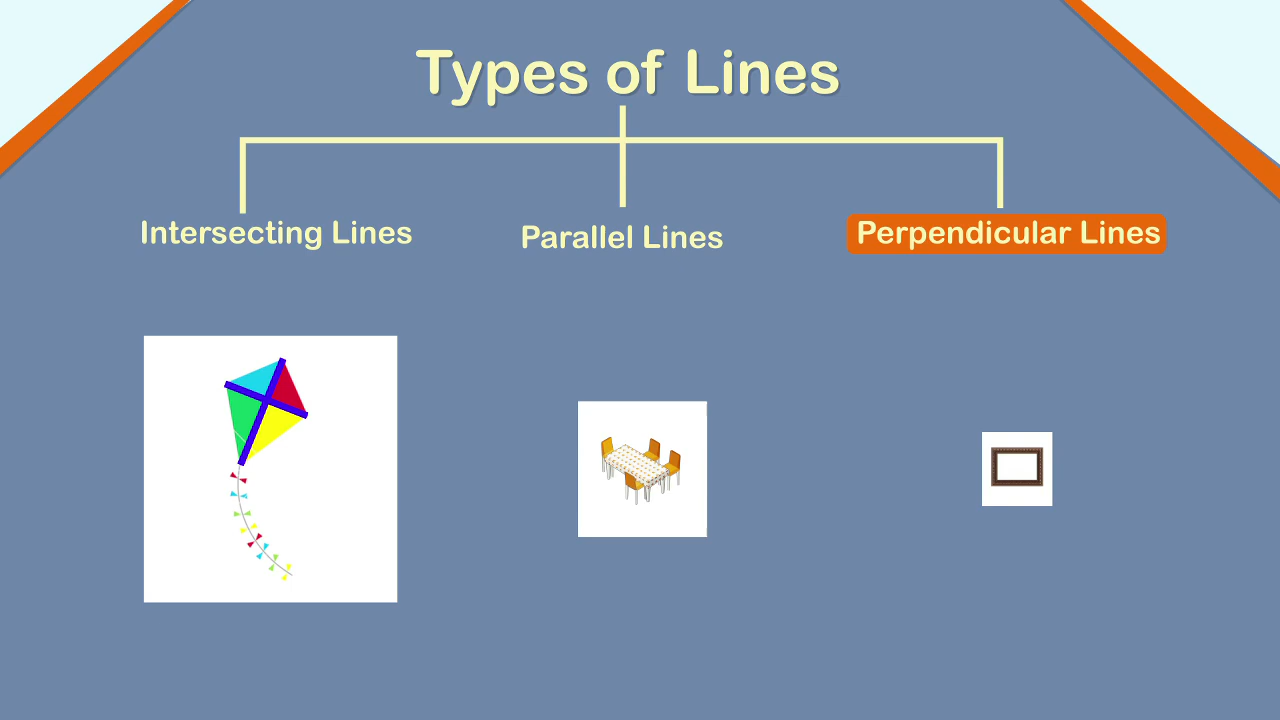 Types of Lines
Intersecting Lines
Parallel Lines
Perpendicular Lines